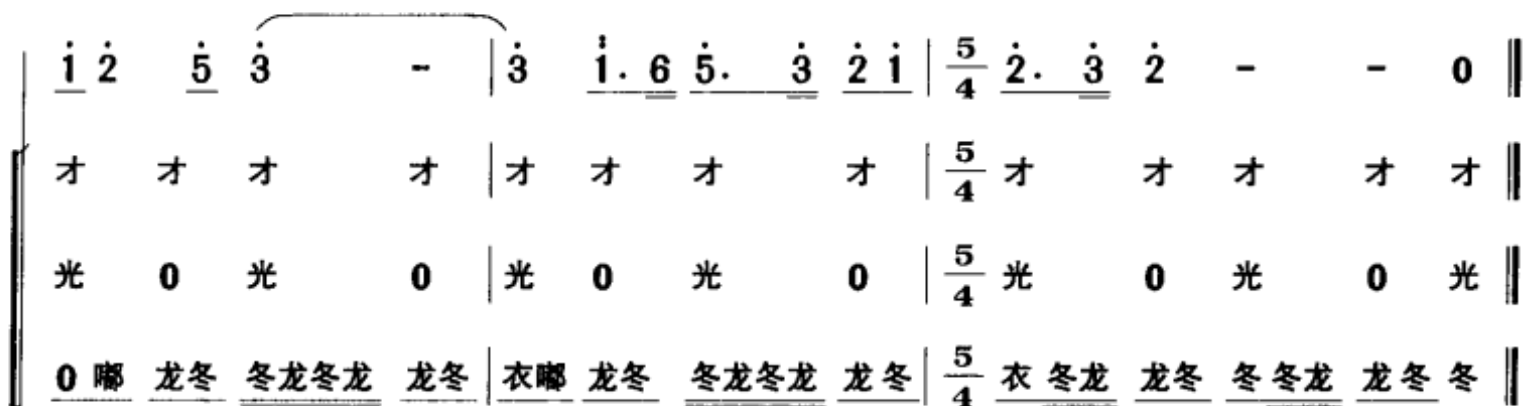 1 2 5 3 - | 3 1. 6 5. 3 2 1 | 5/4 2. 3 2 - - 0
才 才 才 才 | 才 才 才 才 | 5/4 才 才 才 才 才
光 0 光 0 | 光 0 光 0 | 5/4 光 0 光 0 光
0 嘟 龙冬 冬龙冬龙 龙冬 | 衣嘟 龙冬 冬龙冬龙 龙冬 | 5/4 衣 冬龙 龙冬 冬 冬龙 龙冬 冬